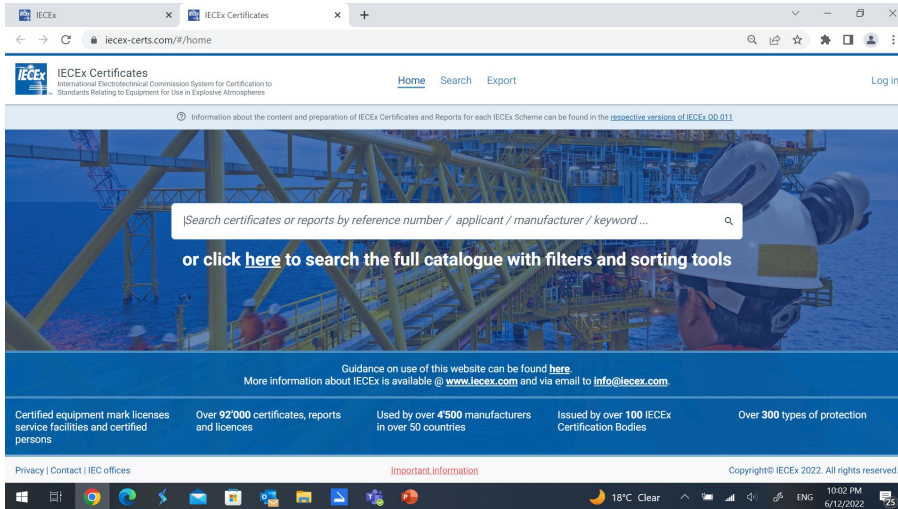 IECEx
IECEx Certificates
iecex-certs.com/#/home
IECEx
IECEx Certificates
International Electrotechnical Commission System for Certification to
Standards Relating to Equipment for Use in Explosive Atmospheres
Home Search Export
Log in
Information about the content and preparation of IECEx Certificates and Reports for each IECEx Scheme can be found in the respective versions of IECEx OD 011
Search certificates or reports by reference number / applicant / manufacturer / keyword ...
or click here to search the full catalogue with filters and sorting tools
Guidance on use of this website can be found here.
More information about IECEx is available @ www.iecex.com and via email to info@iecex.com.
Certified equipment mark licenses
service facilities and certified
persons
Over 92'000 certificates, reports
and licences
Used by over 4'500 manufacturers
in over 50 countries
Issued by over 100 IECEx
Certification Bodies
Over 300 types of protection
Privacy | Contact | IEC offices
Important information
Copyright© IECEx 2022. All rights reserved.
18°C Clear
ENG
10:02 PM
6/12/2022
25